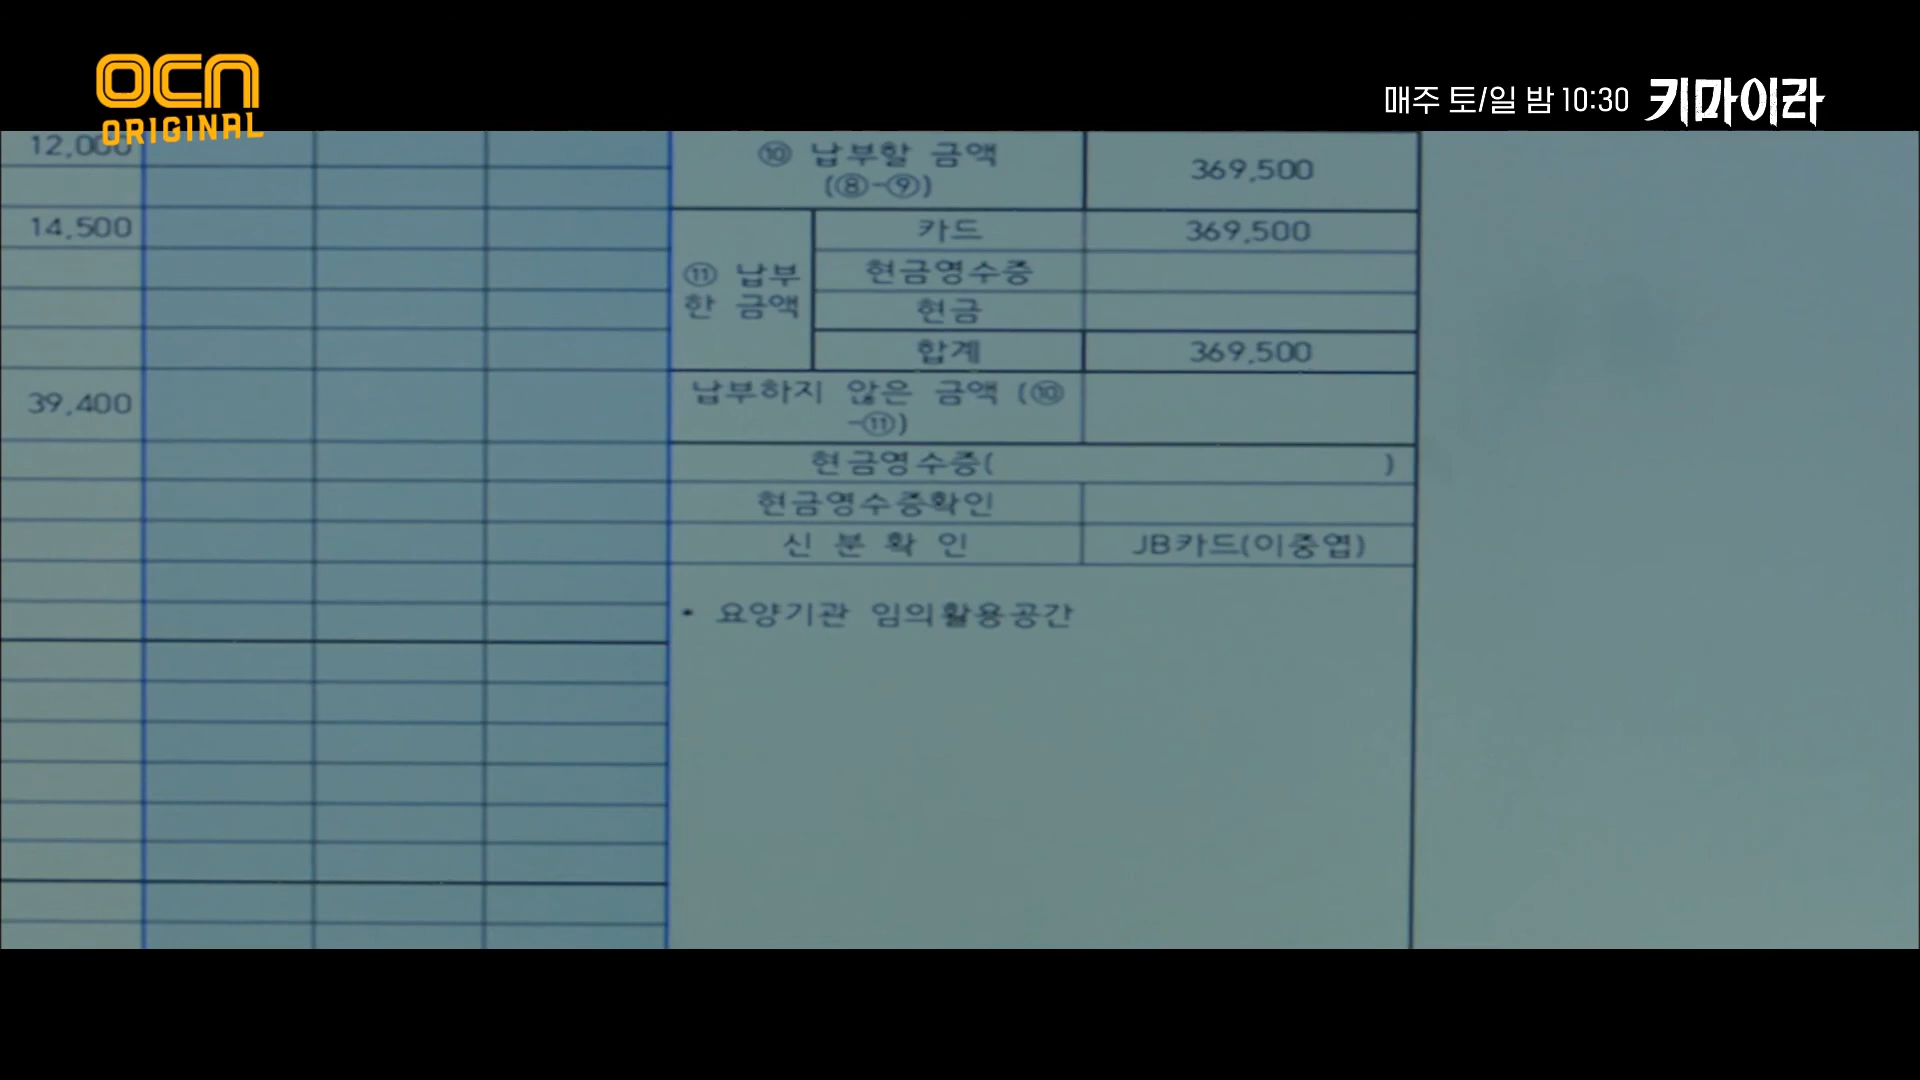 OCN
ORIGINAL
매주 토/일 밤 10:30 키마이라
12,000
14,500
39,400
⑩ 납부할 금액
(⑧-⑨)
369,500
⑪ 납부
한 금액
카드
369,500
현금영수증
현금
합계
369,500
납부하지 않은 금액 (⑩
-⑪)
현금영수증( )
현금영수증확인
신 분 확 인
JB카드(이중엽)
• 요양기관 임의활용공간